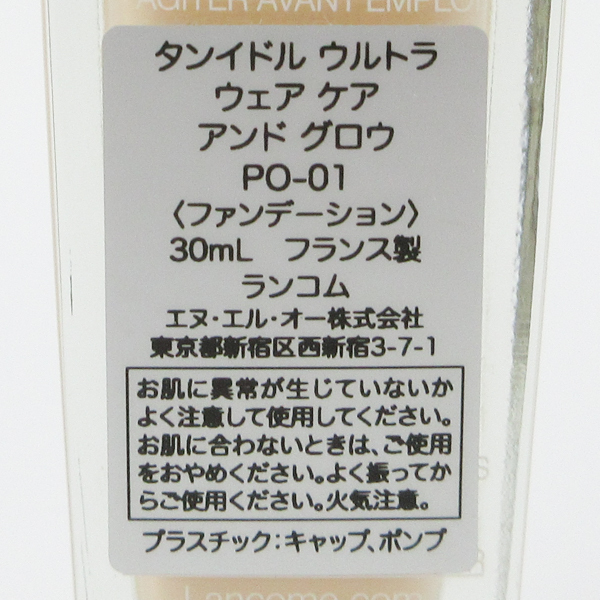 AGITER AVANT EMPLOI
タンイドル ウルトラ
ウェア ケア
アンド グロウ
PO-01
〈ファンデーション〉
30mL フランス製
ランコム
エヌ・エル・オー株式会社
東京都新宿区西新宿3-7-1
お肌に異常が生じていないか
よく注意して使用してください。
お肌に合わないときは、ご使用
をおやめください。よく振ってか
らご使用ください。火気注意。
プラスチック:キャップ、ポンプ
Lancome.com